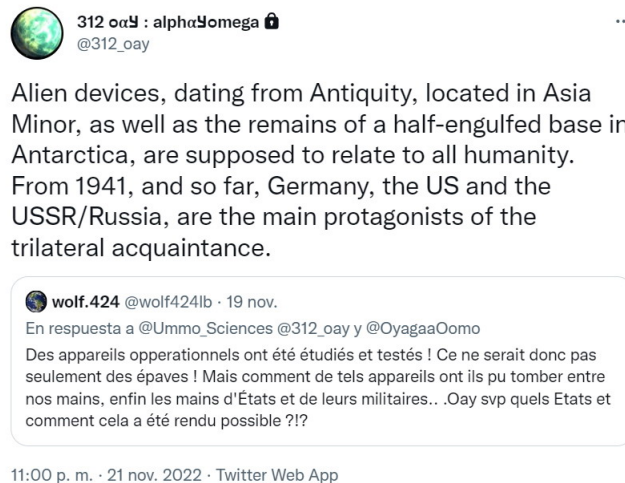 312 oαყ : alphαყomega
@312_oay
Alien devices, dating from Antiquity, located in Asia
Minor, as well as the remains of a half-engulfed base in
Antarctica, are supposed to relate to all humanity.
From 1941, and so far, Germany, the US and the
USSR/Russia, are the main protagonists of the
trilateral acquaintance.
wolf.424 @wolf424lb · 19 nov.
En respuesta a @Ummo_Sciences @312_oay y @OyagaaOomo
Des appareils opperationnels ont été étudiés et testés ! Ce ne serait donc pas
seulement des épaves ! Mais comment de tels appareils ont ils pu tomber entre
nos mains, enfin les mains d'États et de leurs militaires.. .Oay svp quels Etats et
comment cela a été rendu possible ?!?
11:00 p. m. · 21 nov. 2022 · Twitter Web App